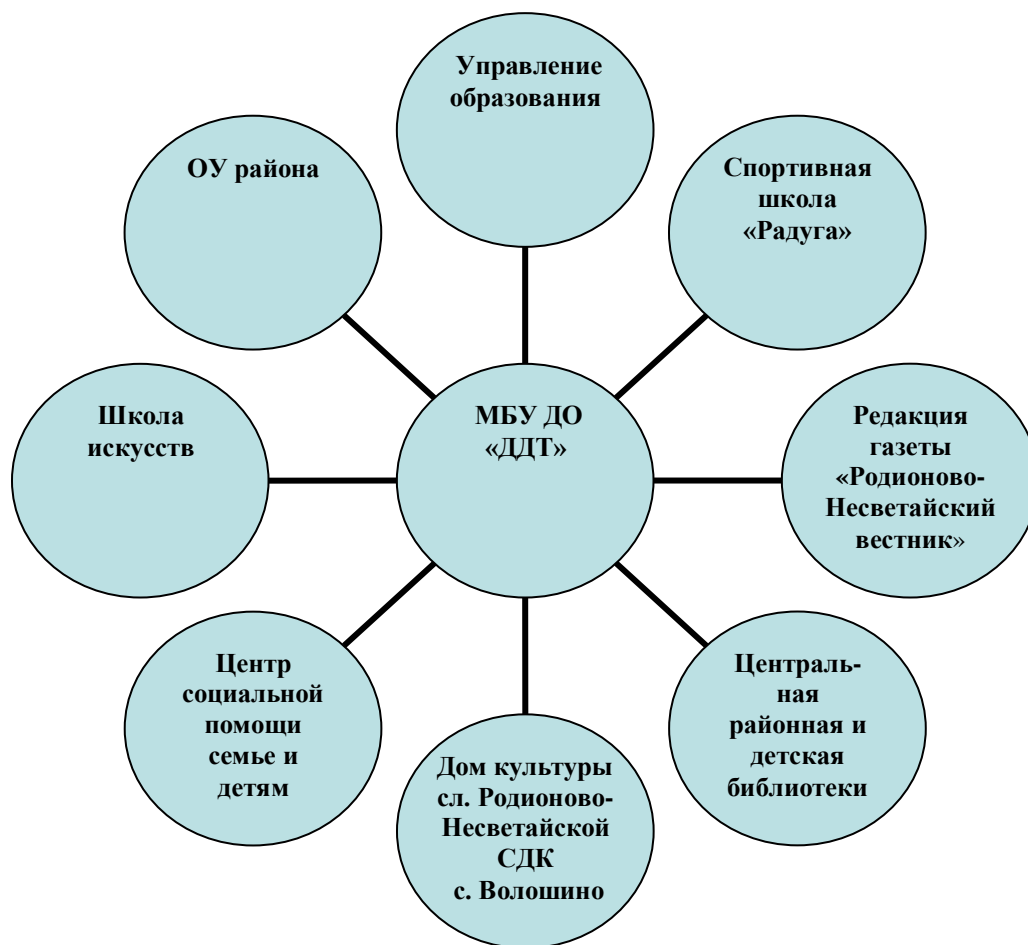 Управление
образования
ОУ района
Спортивная
школа
«Радуга»
Школа
искусств
МБУ ДО
«ДДТ»
Редакция
газеты
«Родионово-
Несветайский
вестник»
Центр
социальной
помощи
семье и
детям
Централь-
ная
районная и
детская
библиотеки
Дом культуры
сл. Родионово-
Несветайской
СДК
с. Волошино